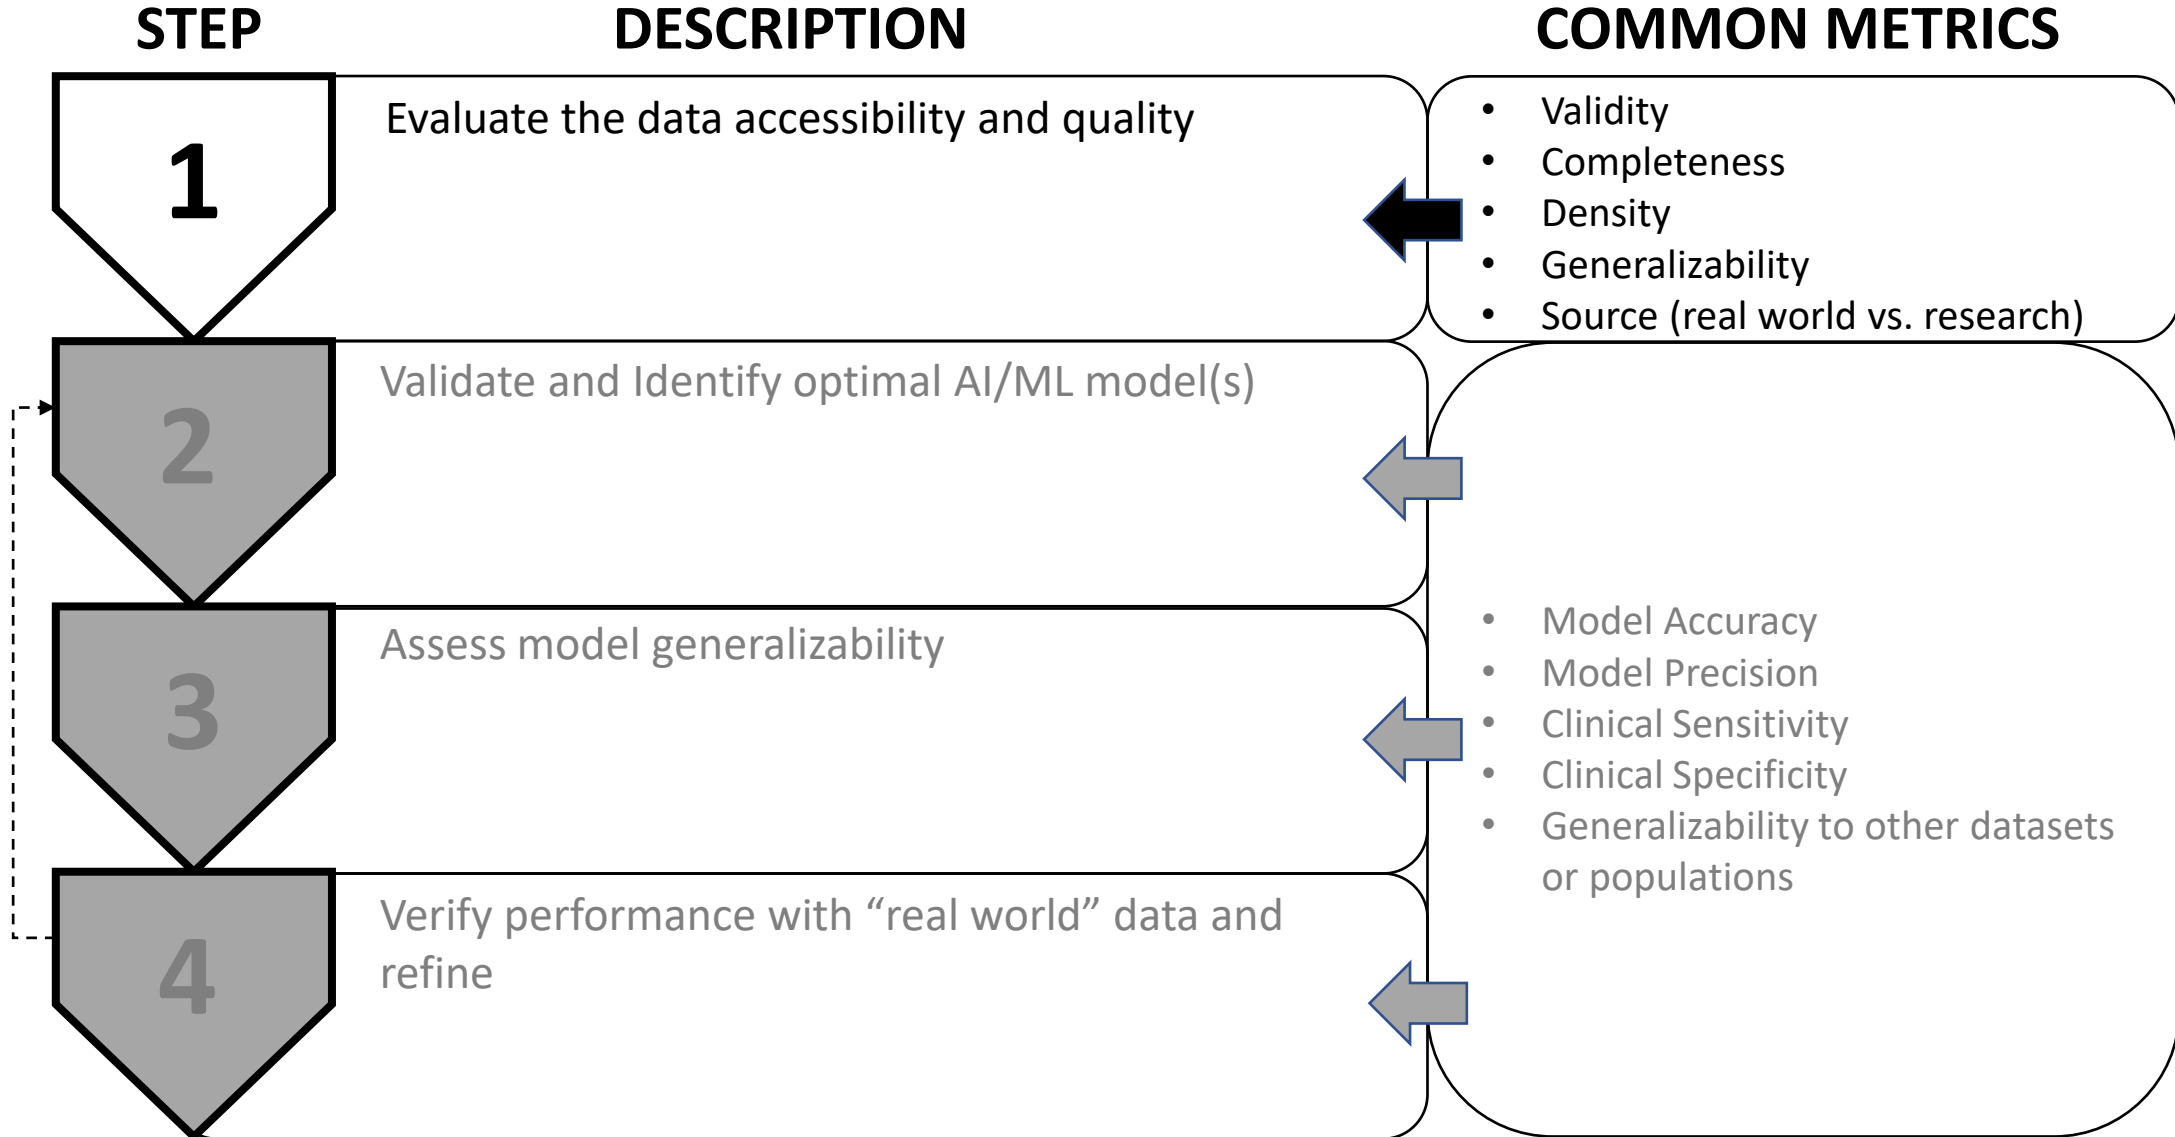 STEP
DESCRIPTION
COMMON METRICS
1
Evaluate the data accessibility and quality
• Validity
• Completeness
• Density
• Generalizability
• Source (real world vs. research)
2
Validate and Identify optimal AI/ML model(s)
3
Assess model generalizability
4
Verify performance with “real world” data and
refine
• Model Accuracy
• Model Precision
• Clinical Sensitivity
• Clinical Specificity
• Generalizability to other datasets
or populations